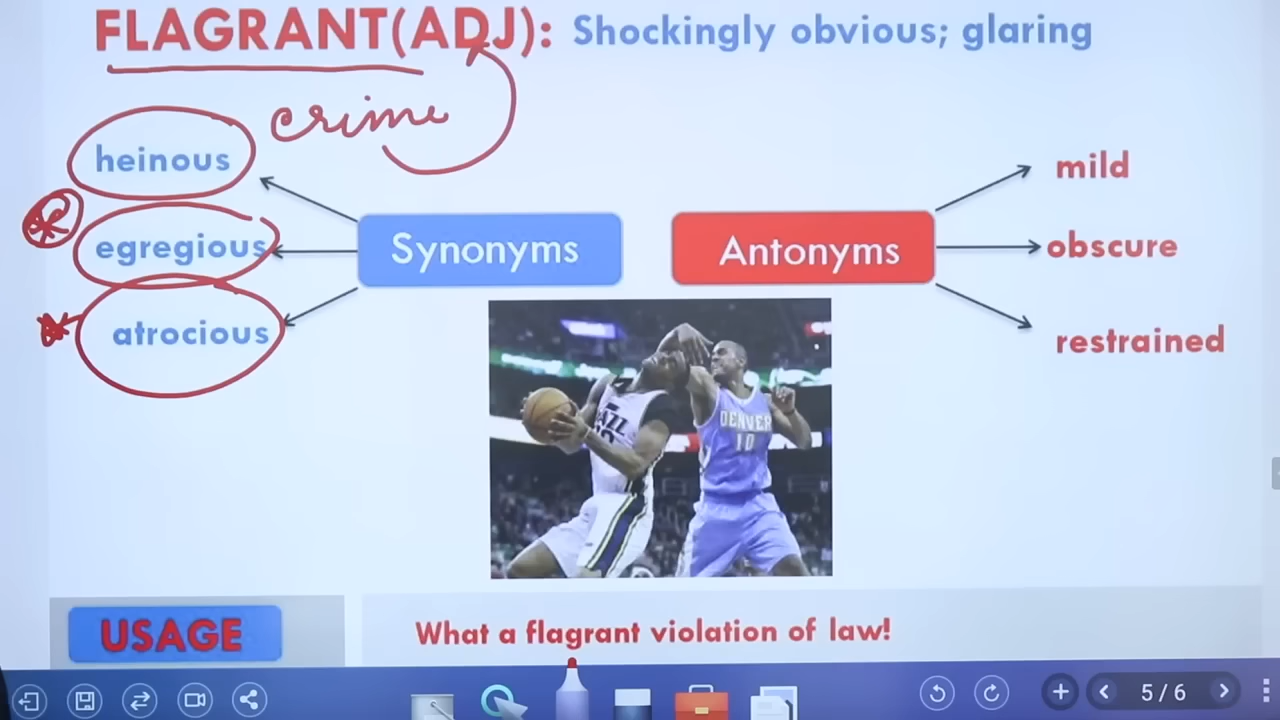 FLAGRANT(ADJ): Shockingly obvious; glaring
crime
heinous
egregious
atrocious
Synonyms
Antonyms
mild
obscure
restrained
DENVER
10
USAGE
What a flagrant violation of law!
5 / 6